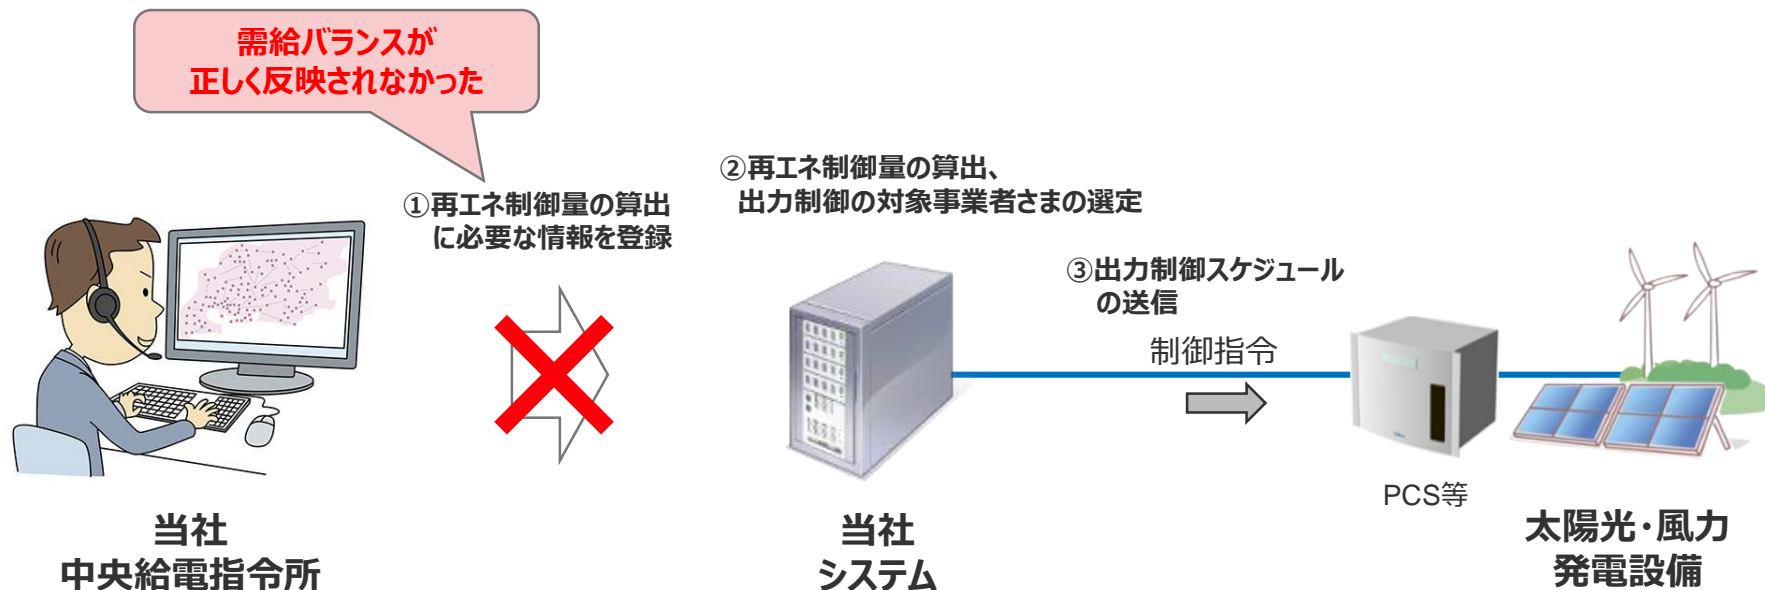 需給バランスが
正しく反映されなかった
①再エネ制御量の算出
に必要な情報を登録
②再エネ制御量の算出、
出力制御の対象事業者さまの選定
③出力制御スケジュール
の送信
制御指令
PCS等
当社
中央給電指令所
当社
システム
太陽光・風力
発電設備